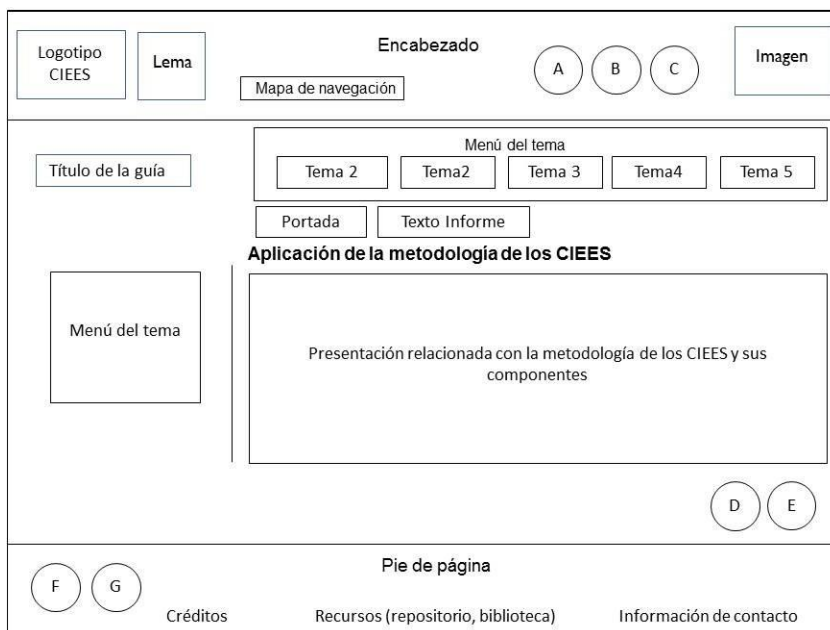 Logotipo
CIEES
Lema
Encabezado
Mapa de navegación
A
B
C
Imagen
Título de la guía
Menú del tema
Tema 2
Tema2
Tema 3
Tema4
Tema 5
Portada
Texto Informe
Aplicación de la metodología de los CIEES
Menú del tema
Presentación relacionada con la metodología de los CIEES y sus
componentes
D
E
Pie de página
F
G
Créditos
Recursos (repositorio, biblioteca)
Información de contacto